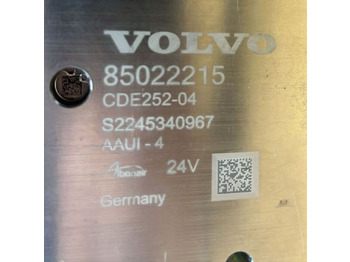 VOLVO
85022215
CDE252-04
S2245340967
AAUI - 4
24V
Germany